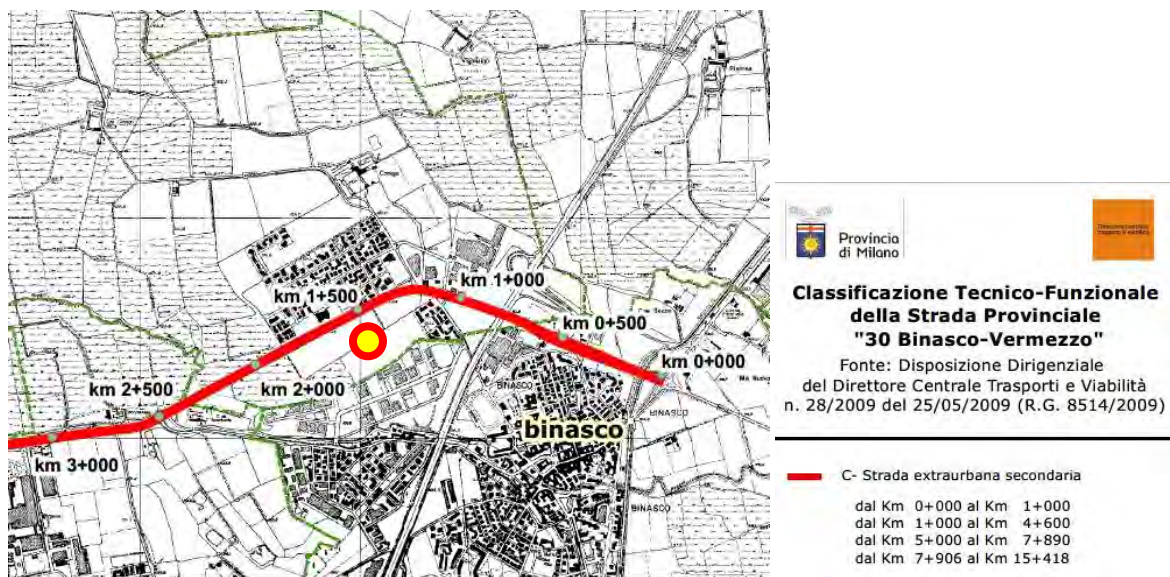 km 1+500
km 1+000
km 0+500
km 0+000
km 2+500
km 2+000
BINASCO
binasco
BINASCO
km 3+000
BINASCO
Provincia
di Milano
Classificazione Tecnico-Funzionale
della Strada Provinciale
"30 Binasco-Vermezzo"
Fonte: Disposizione Dirigenziale
del Direttore Centrale Trasporti e Viabilità
n. 28/2009 del 25/05/2009 (R.G. 8514/2009)
C- Strada extraurbana secondaria
dal Km 0+000 al Km 1+000
dal Km 1+000 al Km 4+600
dal Km 5+000 al Km 7+890
dal Km 7+906 al Km 15+418